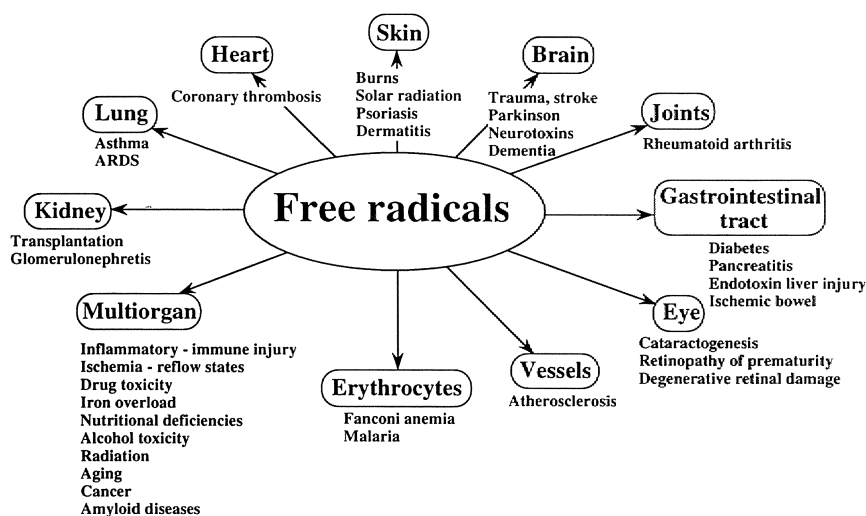 Skin
Burns
Solar radiation
Psoriasis
Dermatitis
Heart
Coronary thrombosis
Brain
Trauma, stroke
Parkinson
Neurotoxins
Dementia
Lung
Asthma
ARDS
Joints
Rheumatoid arthritis
Free radicals
Kidney
Transplantation
Glomerulonephretis
Gastrointestinal
tract
Diabetes
Pancreatitis
Endotoxin liver injury
Ischemic bowel
Multiorgan
Inflammatory - immune injury
Ischemia - reflow states
Drug toxicity
Iron overload
Nutritional deficiencies
Alcohol toxicity
Radiation
Aging
Cancer
Amyloid diseases
Erythrocytes
Fanconi anemia
Malaria
Vessels
Atherosclerosis
Eye
Cataractogenesis
Retinopathy of prematurity
Degenerative retinal damage